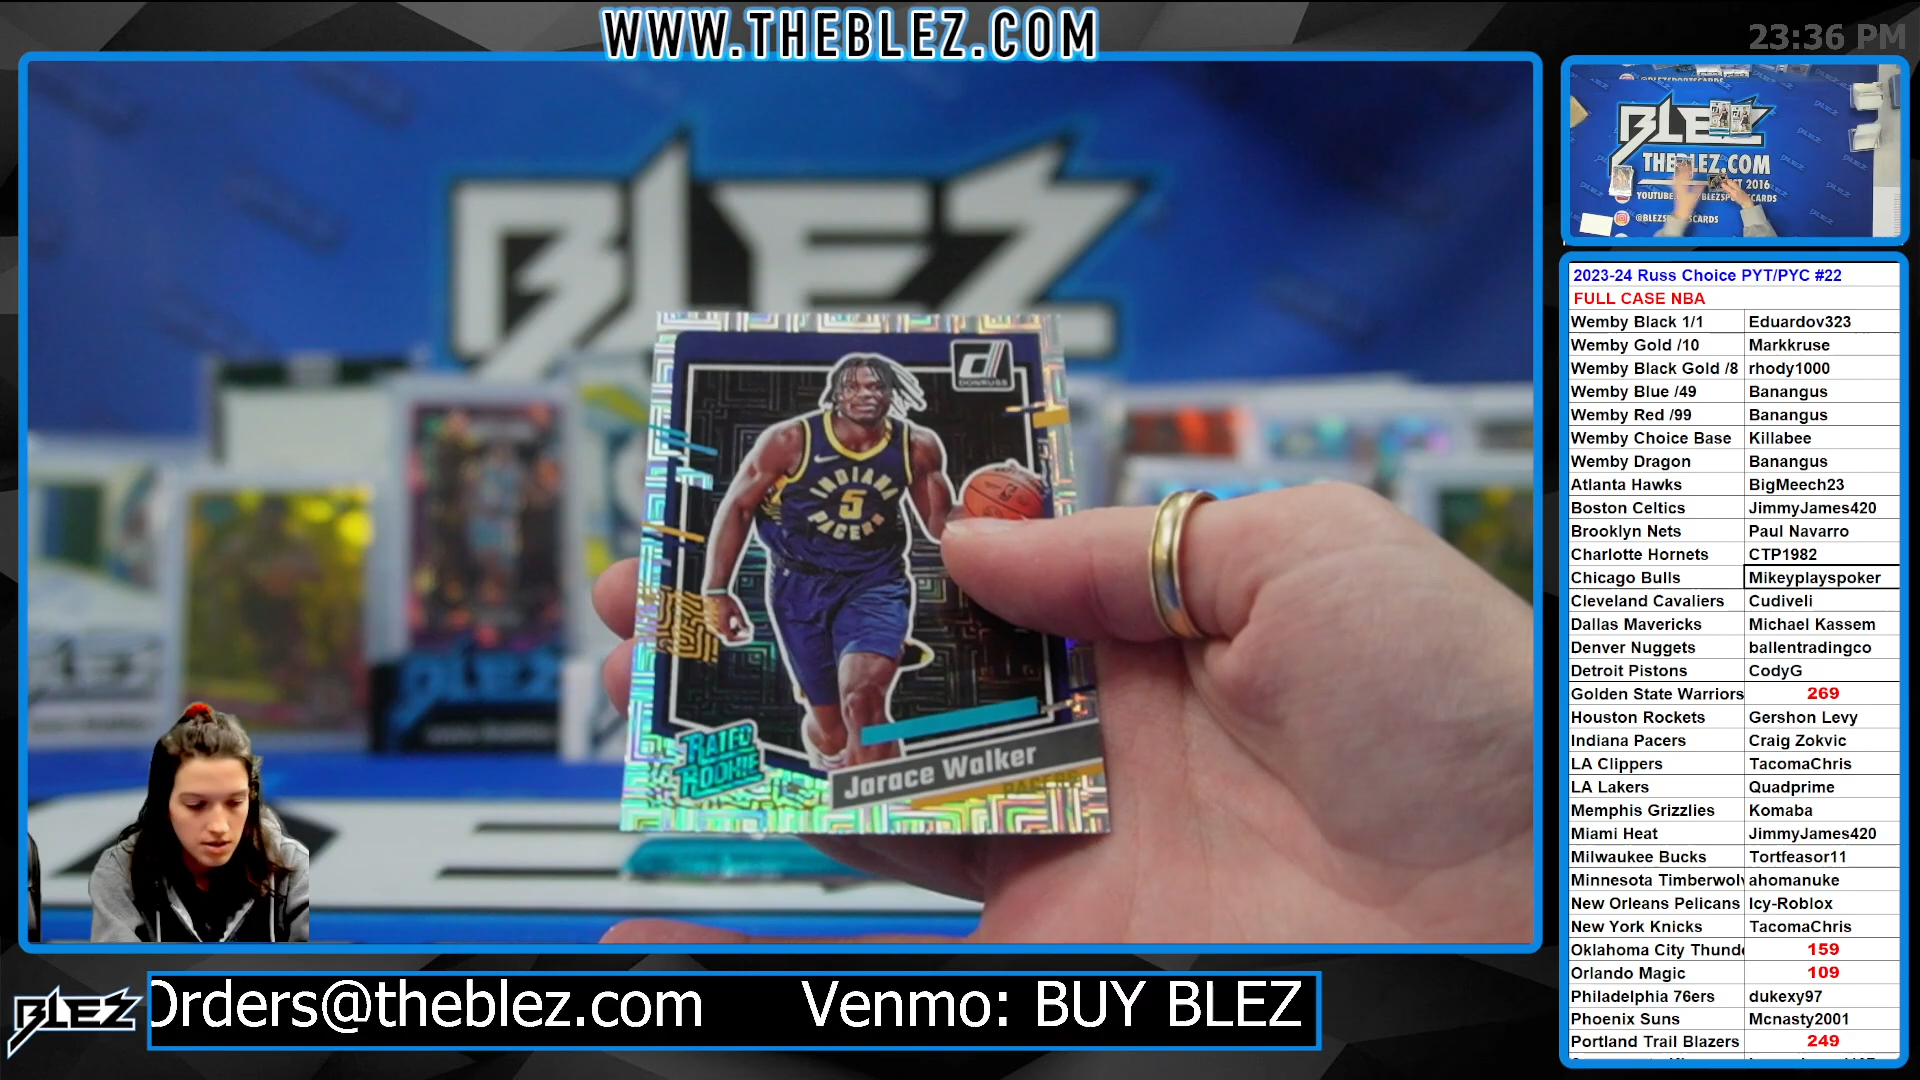 WWW.THEBLEZ.COM
23:36 PM
BLEZ
DONRUSS
INDIANA
5
PACERS
RATED
ROOKIE
Jarace Walker
PACERS
BLEZ
THEBLEZ.COM
2016
@BLEZSPORTSCARDS
2023-24 Russ Choice PYT/PYC #22
FULL CASE NBA
Wemby Black 1/1 Eduardov323
Wemby Gold /10 Markkruse
Wemby Black Gold /8 rhody1000
Wemby Blue /49 Banangus
Wemby Red /99 Banangus
Wemby Choice Base Killabee
Wemby Dragon Banangus
Atlanta Hawks BigMeech23
Boston Celtics JimmyJames420
Brooklyn Nets Paul Navarro
Charlotte Hornets CTP1982
Chicago Bulls Mikeyplayspoker
Cleveland Cavaliers Cudiveli
Dallas Mavericks Michael Kassem
Denver Nuggets ballentradingco
Detroit Pistons CodyG
Golden State Warriors 269
Houston Rockets Gershon Levy
Indiana Pacers Craig Zokvic
LA Clippers TacomaChris
LA Lakers Quadprime
Memphis Grizzlies Komaba
Miami Heat JimmyJames420
Milwaukee Bucks Tortfeasor11
Minnesota Timberwolv ahomanuke
New Orleans Pelicans Icy-Roblox
New York Knicks TacomaChris
Oklahoma City Thunde 159
Orlando Magic 109
Philadelphia 76ers dukexy97
Phoenix Suns Mcnasty2001
Portland Trail Blazers 249
BLEZ
Orders@theblez.com Venmo: BUY BLEZ